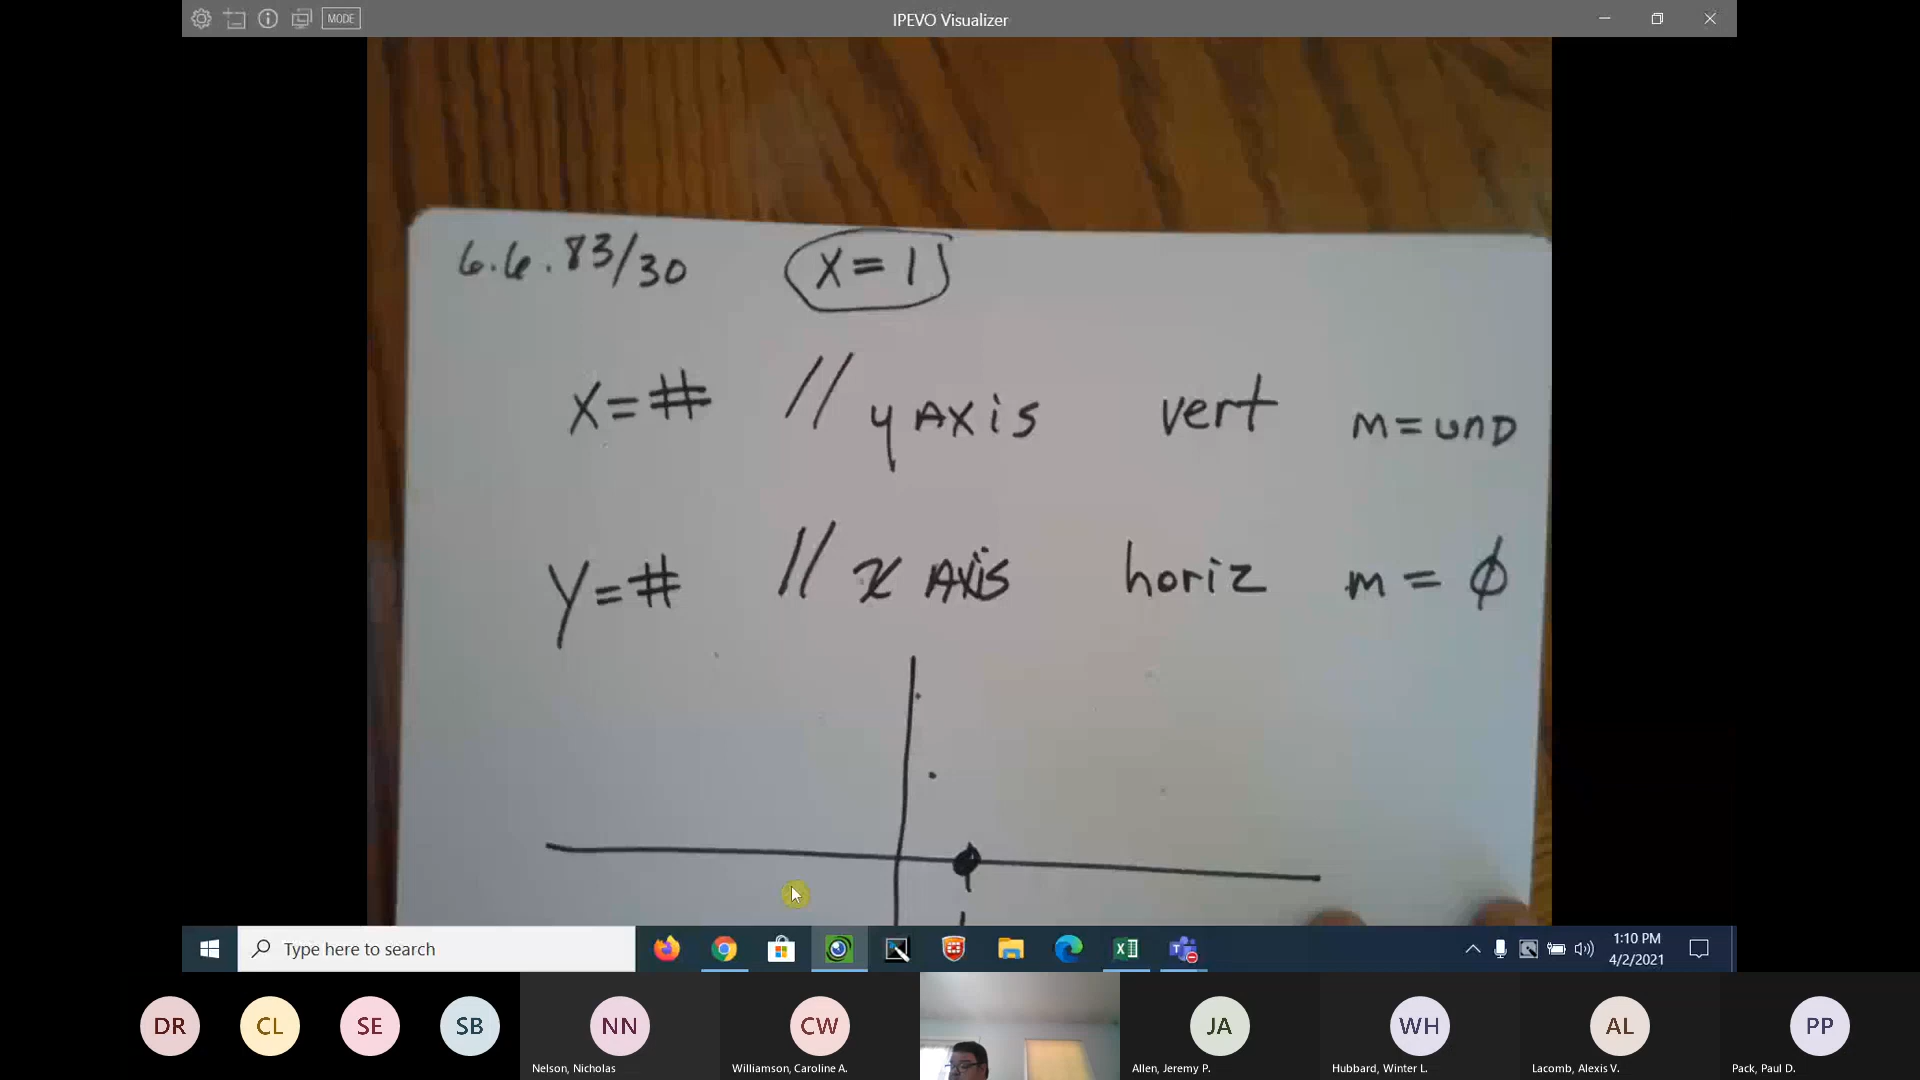 MODE
IPEVO Visualizer
6.6.83/30 x=1
x=# // y AXiS vert m=UND
y=# // x AXiS horiz m=φ
1
Type here to search
1:10 PM
4/2/2021
DR CL SE SB NN CW JA WH AL PP
Nelson, Nicholas Williamson, Caroline A. Allen, Jeremy P. Hubbard, Winter L. Lacomb, Alexis V. Pack, Paul D.